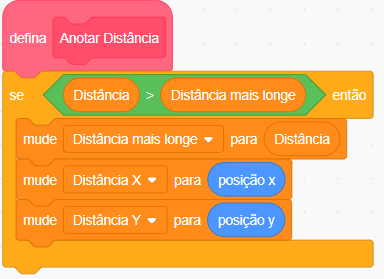 defina Anotar Distância
se Distância > Distância mais longe então
mude Distância mais longe para Distância
mude Distância X para posição x
mude Distância Y para posição y